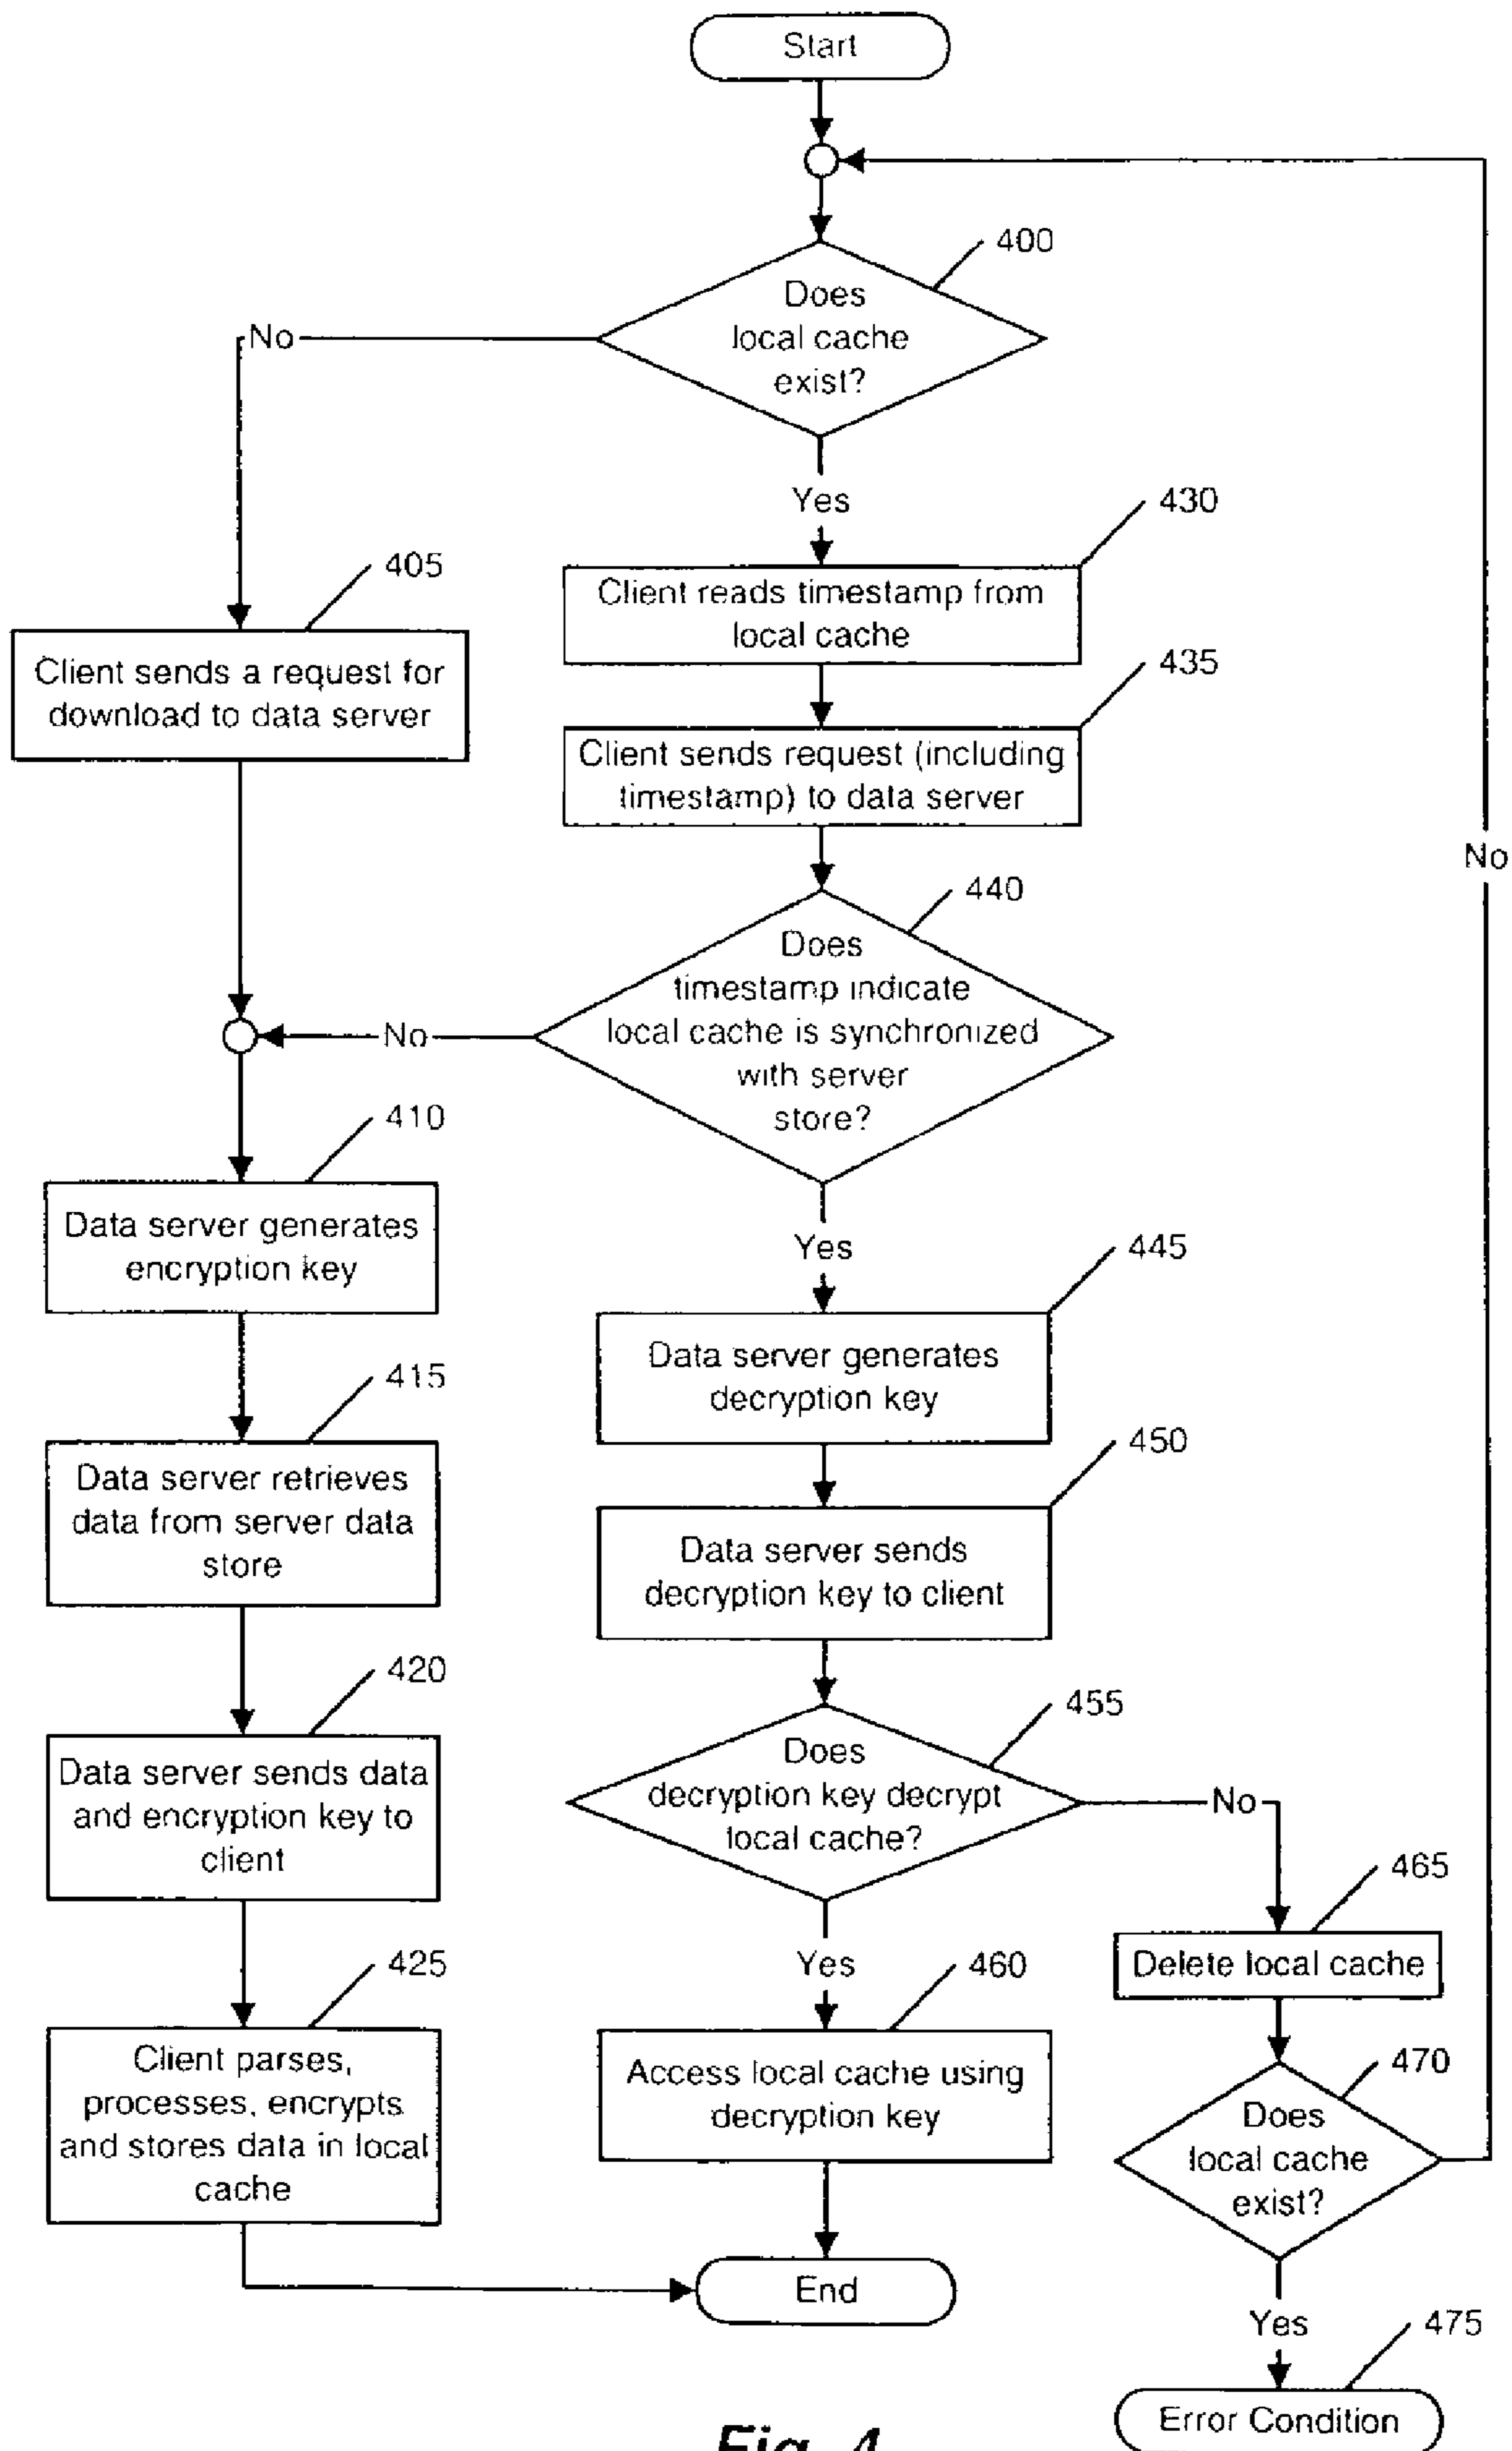 Start
400
Does
local cache
exist?
No
Yes
430
Client reads timestamp from
local cache
405
Client sends a request for
download to data server
435
Client sends request (including
timestamp) to data server
No
440
Does
timestamp indicate
local cache is synchronized
with server
store?
No
410
Data server generates
encryption key
Yes
445
Data server generates
decryption key
415
Data server retrieves
data from server data
store
450
Data server sends
decryption key to client
420
Data server sends data
and encryption key to
client
455
Does
decryption key decrypt
local cache?
No
465
Delete local cache
425
Client parses,
processes, encrypts
and stores data in local
cache
Yes
460
Access local cache using
decryption key
470
Does
local cache
exist?
End
Yes
475
Error Condition
Fig. 4